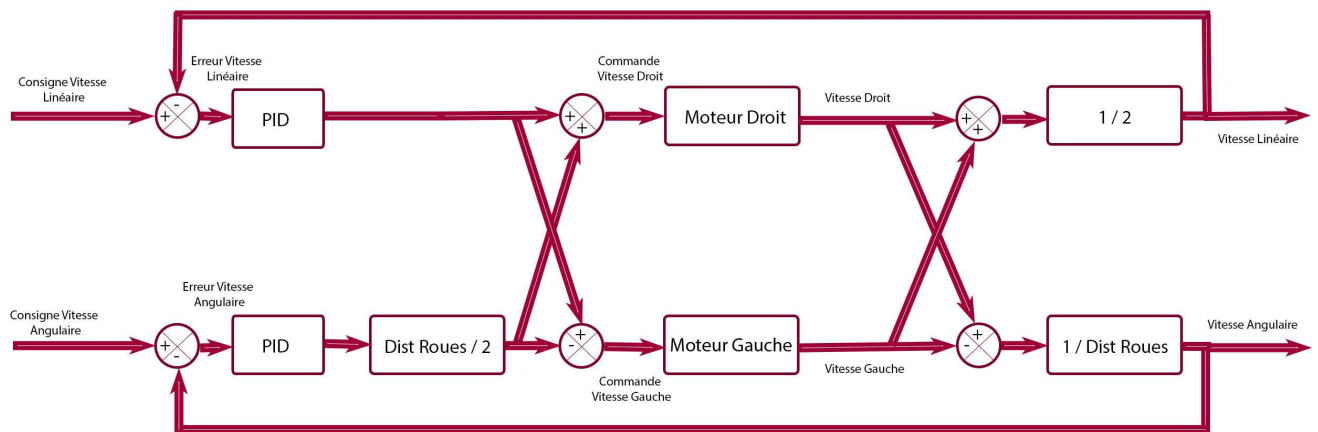 Consigne Vitesse
Linéaire
+
-
Erreur Vitesse
Linéaire
PID
+
+
Commande
Vitesse Droit
Moteur Droit
Vitesse Droit
+
+
1 / 2
Vitesse Linéaire
Consigne Vitesse
Angulaire
+
-
Erreur Vitesse
Angulaire
PID
Dist Roues / 2
+
-
Commande
Vitesse Gauche
Moteur Gauche
Vitesse Gauche
+
-
1 / Dist Roues
Vitesse Angulaire